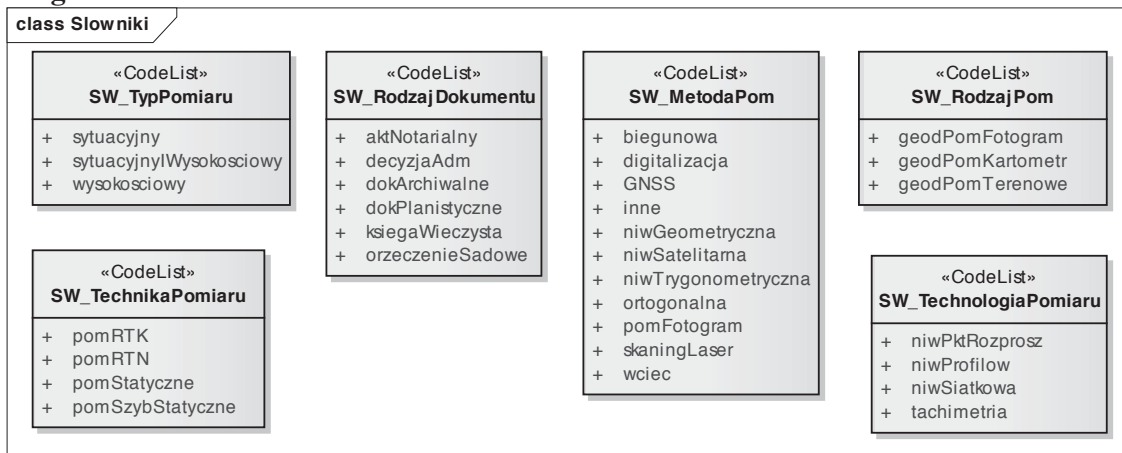 class Slowniki
«CodeList»
SW_TypPomiaru
+ sytuacyjny
+ sytuacyjnyIWysokosciowy
+ wysokosciowy
«CodeList»
SW_RodzajDokumentu
+ aktNotarialny
+ decyzjaAdm
+ dokArchiwalne
+ dokPlanistyczne
+ ksiegaWieczysta
+ orzeczenieSadowe
«CodeList»
SW_MetodaPom
+ biegunowa
+ digitalizacja
+ GNSS
+ inne
+ niwGeometryczna
+ niwSatelitarna
+ niwTrygonometryczna
+ ortogonalna
+ pomFotogram
+ skaningLaser
+ wciec
«CodeList»
SW_RodzajPom
+ geodPomFotogram
+ geodPomKartometr
+ geodPomTerenowe
«CodeList»
SW_TechnikaPomiaru
+ pomRTK
+ pomRTN
+ pomStatyczne
+ pomSzybStatyczne
«CodeList»
SW_TechnologiaPomiaru
+ niwPktRozprosz
+ niwProfilow
+ niwSiatkowa
+ tachimetria